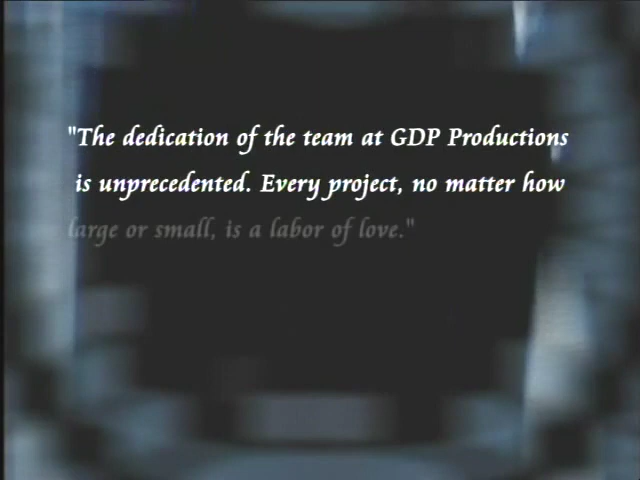 "The dedication of the team at GDP Productions
is unprecedented. Every project, no matter how
large or small, is a labor of love."